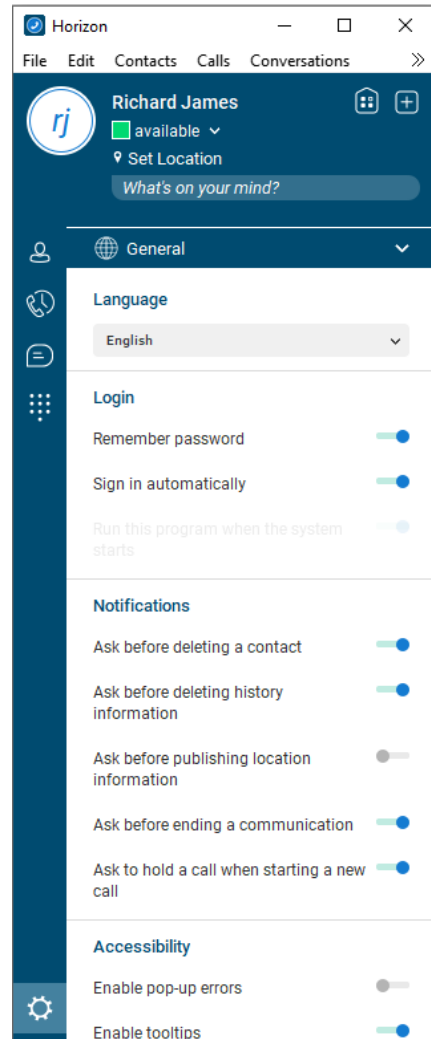 Horizon
File Edit Contacts Calls Conversations
rj
Richard James
available
Set Location
What's on your mind?
General
Language
English
Login
Remember password
Sign in automatically
Run this program when the system
starts
Notifications
Ask before deleting a contact
Ask before deleting history
information
Ask before publishing location
information
Ask before ending a communication
Ask to hold a call when starting a new
call
Accessibility
Enable pop-up errors
Enable tooltips